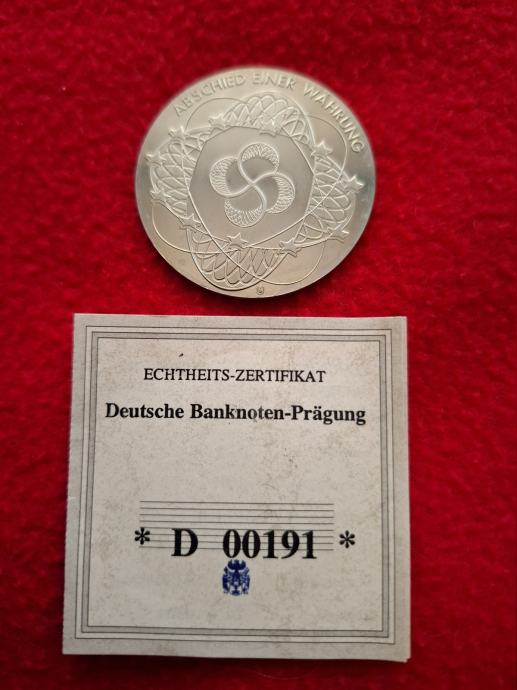 ABSCHIED EINER WÄHRUNG
ECHTHEITS-ZERTIFIKAT
Deutsche Banknoten-Prägung
* D 00191 *